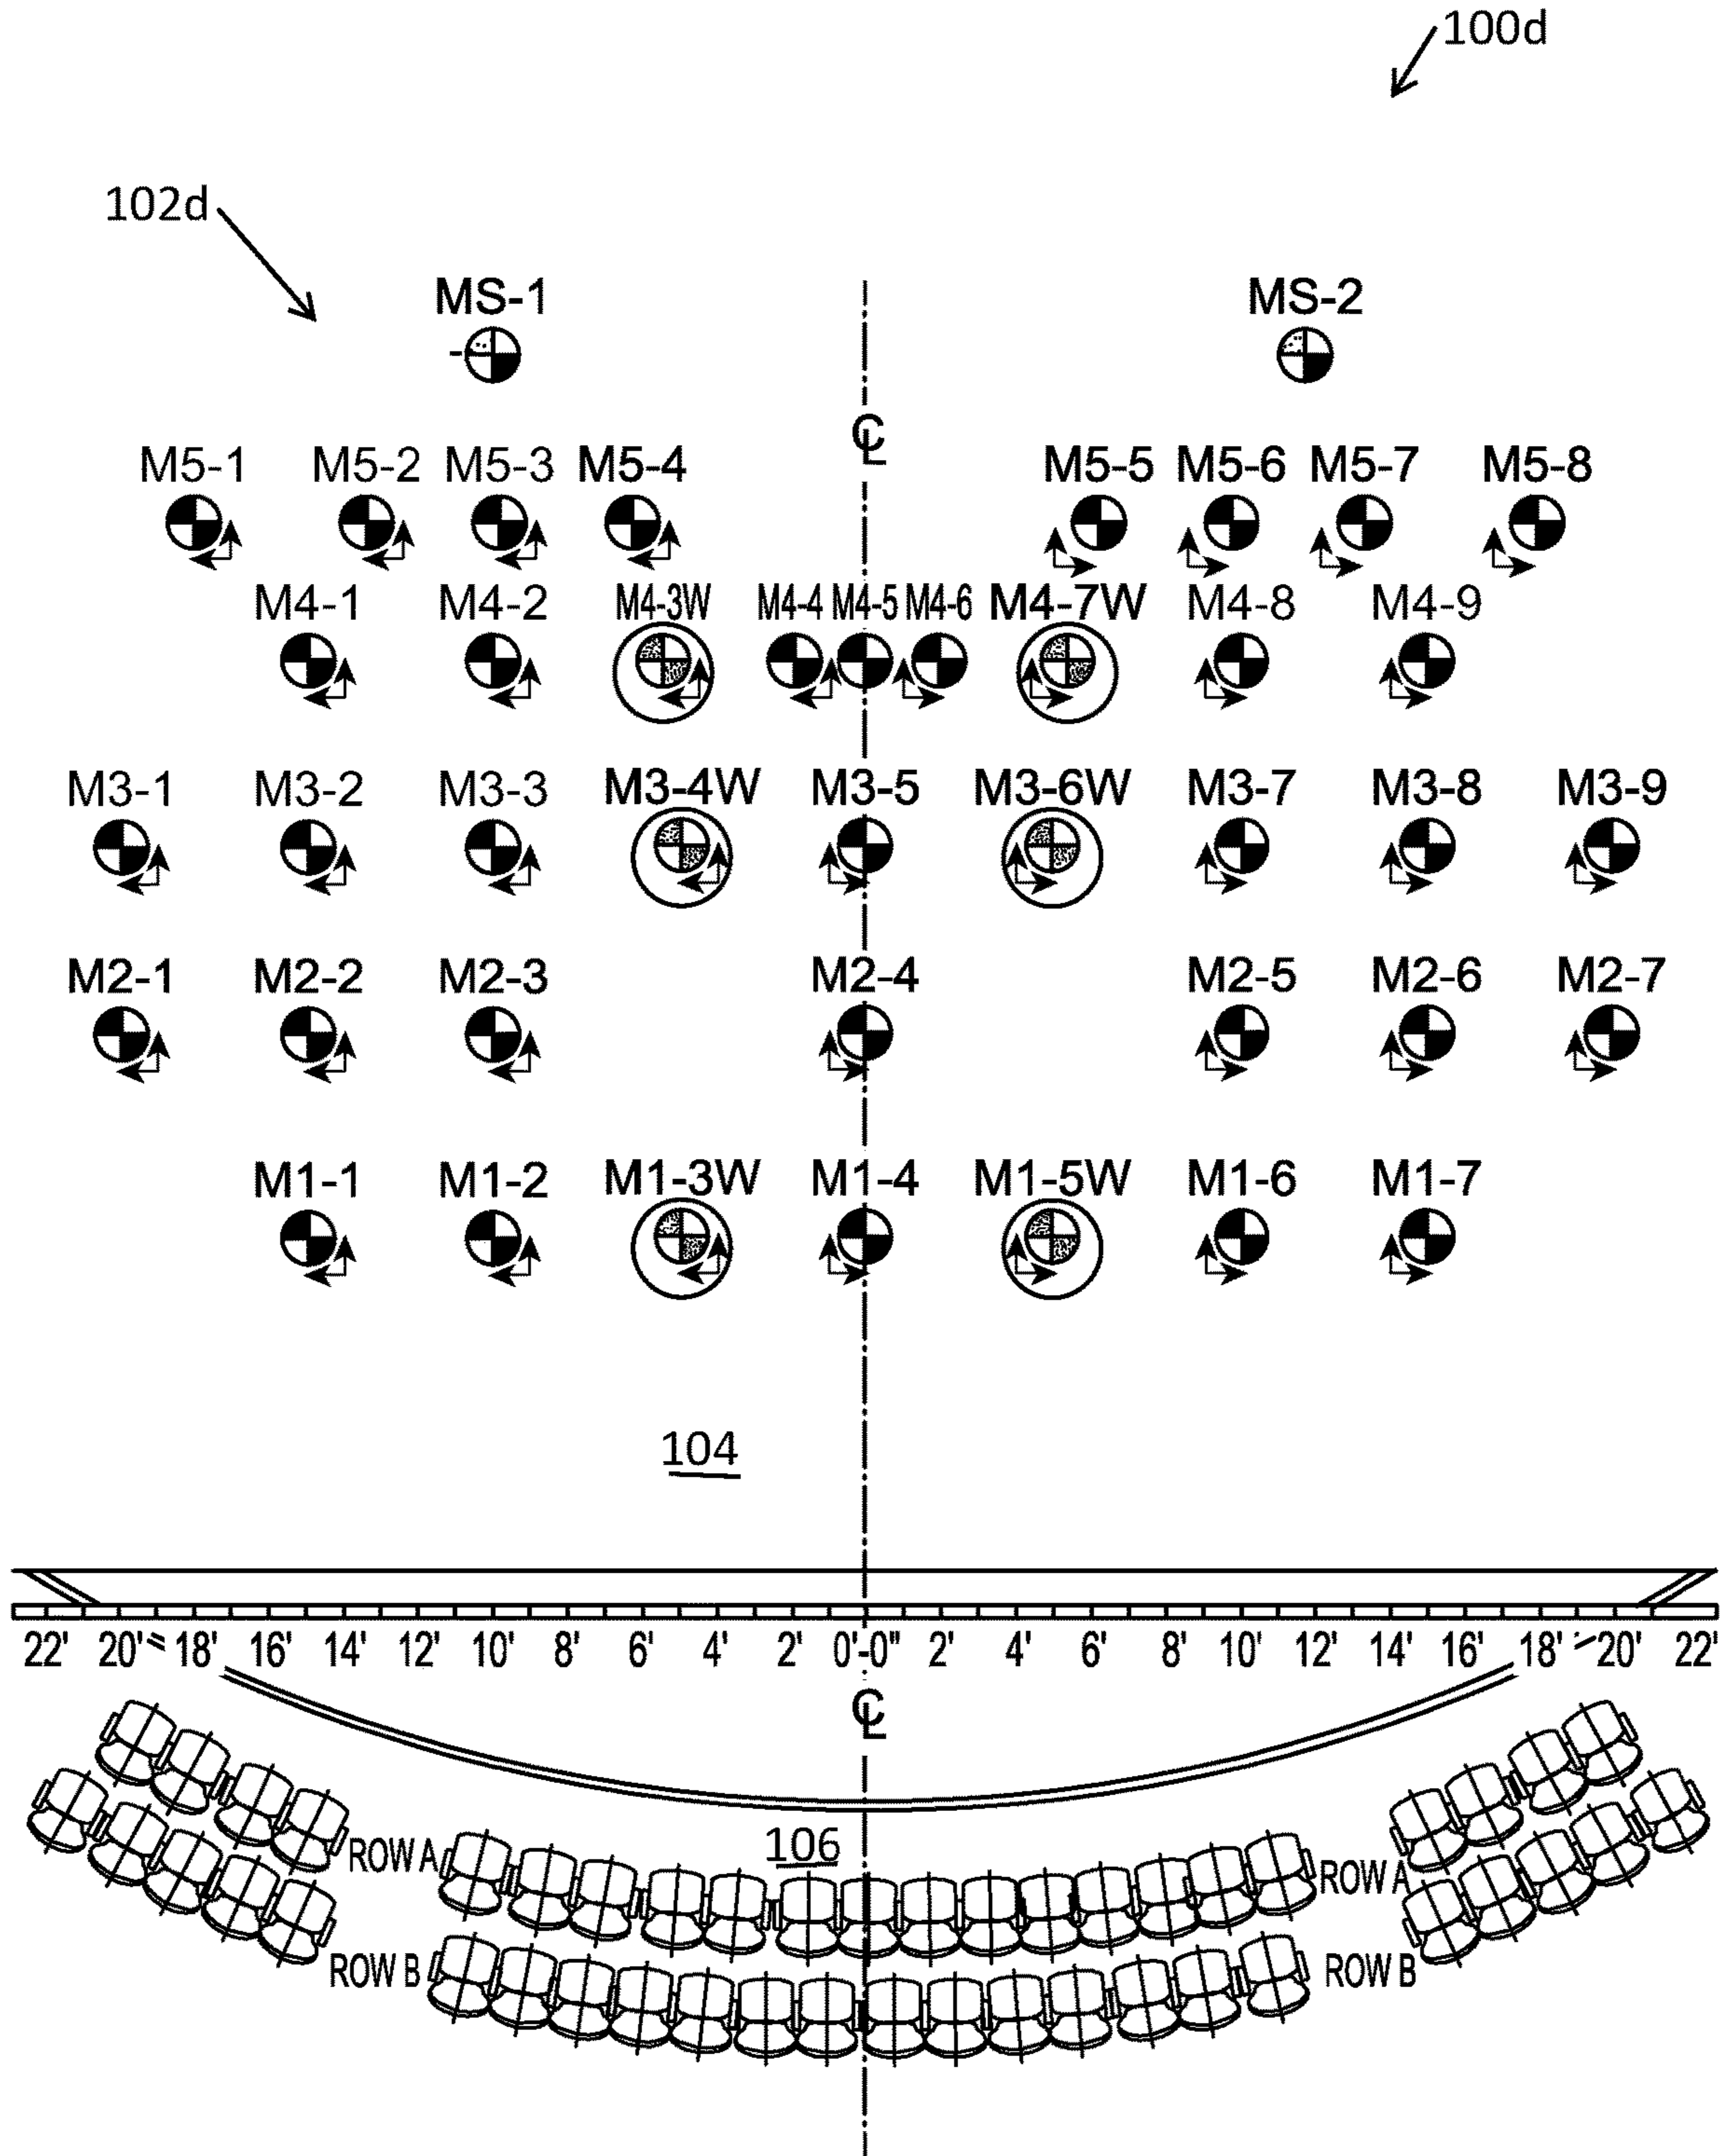 100d
102d
MS-1 MS-2
℄
M5-1 M5-2 M5-3 M5-4 M5-5 M5-6 M5-7 M5-8
M4-1 M4-2 M4-3W M4-4 M4-5 M4-6 M4-7W M4-8 M4-9
M3-1 M3-2 M3-3 M3-4W M3-5 M3-6W M3-7 M3-8 M3-9
M2-1 M2-2 M2-3 M2-4 M2-5 M2-6 M2-7
M1-1 M1-2 M1-3W M1-4 M1-5W M1-6 M1-7
104
22' 20' 18' 16' 14' 12' 10' 8' 6' 4' 2' 0'-0" 2' 4' 6' 8' 10' 12' 14' 16' 18' 20' 22'
℄
106
ROW A ROW A
ROW B ROW B